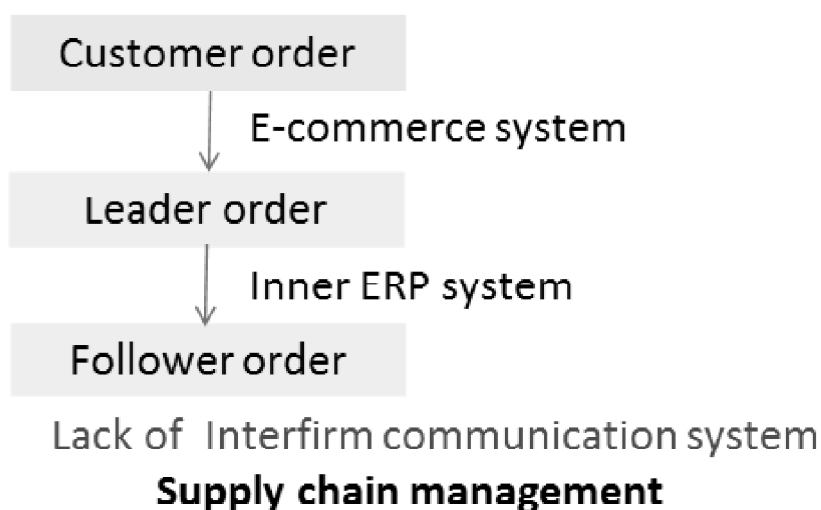 Customer order
E-commerce system
Leader order
Inner ERP system
Follower order
Lack of Interfirm communication system
Supply chain management